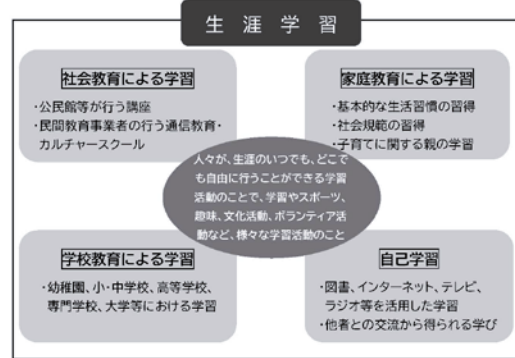 生涯学習
社会教育による学習
・公民館等が行う講座
・民間教育事業者の行う通信教育・
カルチャースクール
家庭教育による学習
・基本的な生活習慣の習得
・社会規範の習得
・子育てに関する親の学習
人々が、生涯のいつでも、どこで
も自由に行うことができる学習
活動のことで、学習やスポーツ、
趣味、文化活動、ボランティア活
動など、様々な学習活動のこと
学校教育による学習
・幼稚園、小・中学校、高等学校、
専門学校、大学等における学習
自己学習
・図書、インターネット、テレビ、
ラジオ等を活用した学習
・他者との交流から得られる学び